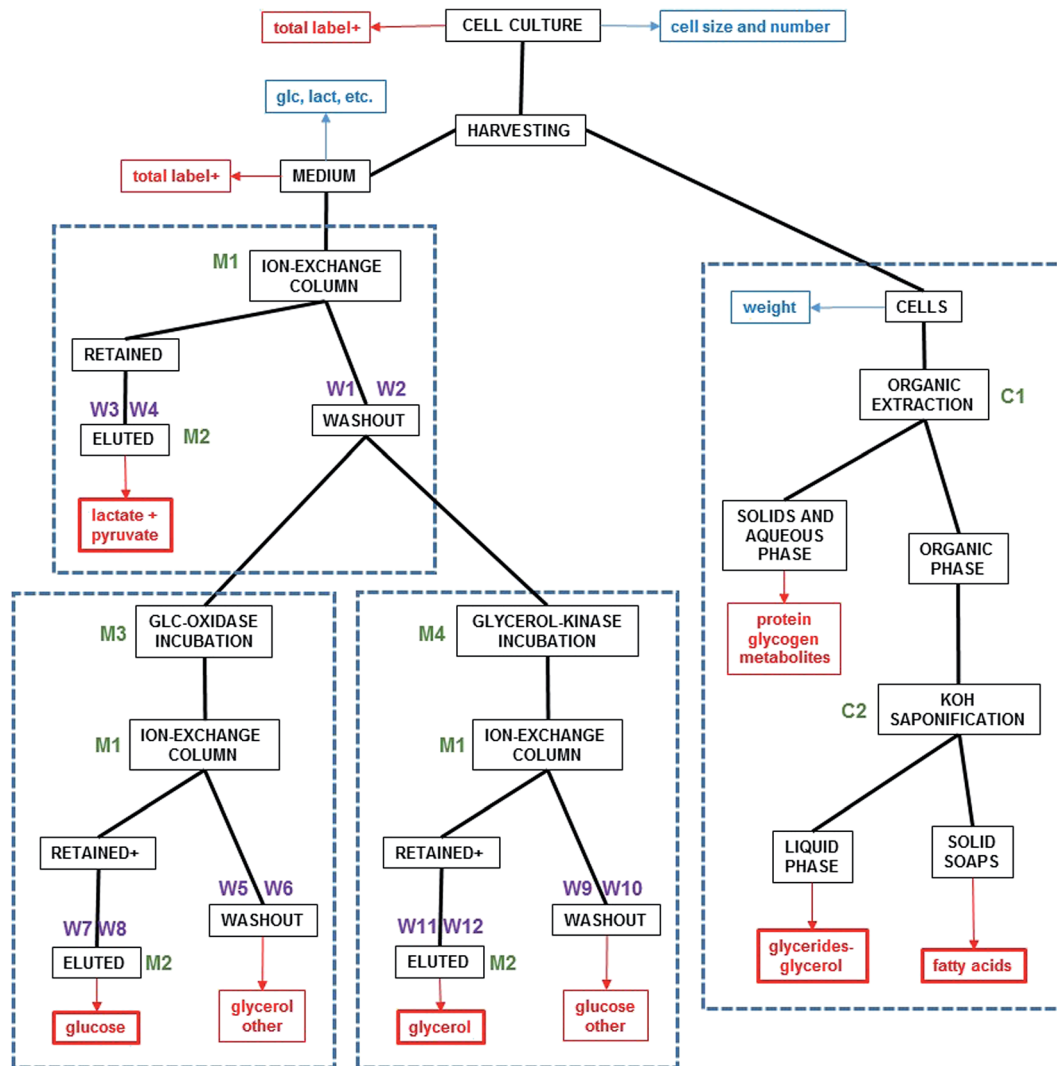 total label+
CELL CULTURE
cell size and number
glc, lact, etc.
HARVESTING
total label+
MEDIUM
M1
ION-EXCHANGE
COLUMN
RETAINED
W3 W4
ELUTED
M2
lactate +
pyruvate
W1 W2
WASHOUT
weight
CELLS
ORGANIC
EXTRACTION
C1
SOLIDS AND
AQUEOUS
PHASE
protein
glycogen
metabolites
ORGANIC
PHASE
C2
KOH
SAPONIFICATION
LIQUID
PHASE
glycerides-
glycerol
SOLID
SOAPS
fatty acids
M3
GLC-OXIDASE
INCUBATION
M1
ION-EXCHANGE
COLUMN
RETAINED+
W7 W8
ELUTED
M2
glucose
W5 W6
WASHOUT
glycerol
other
M4
GLYCEROL-KINASE
INCUBATION
M1
ION-EXCHANGE
COLUMN
RETAINED+
W11 W12
ELUTED
M2
glycerol
W9 W10
WASHOUT
glucose
other